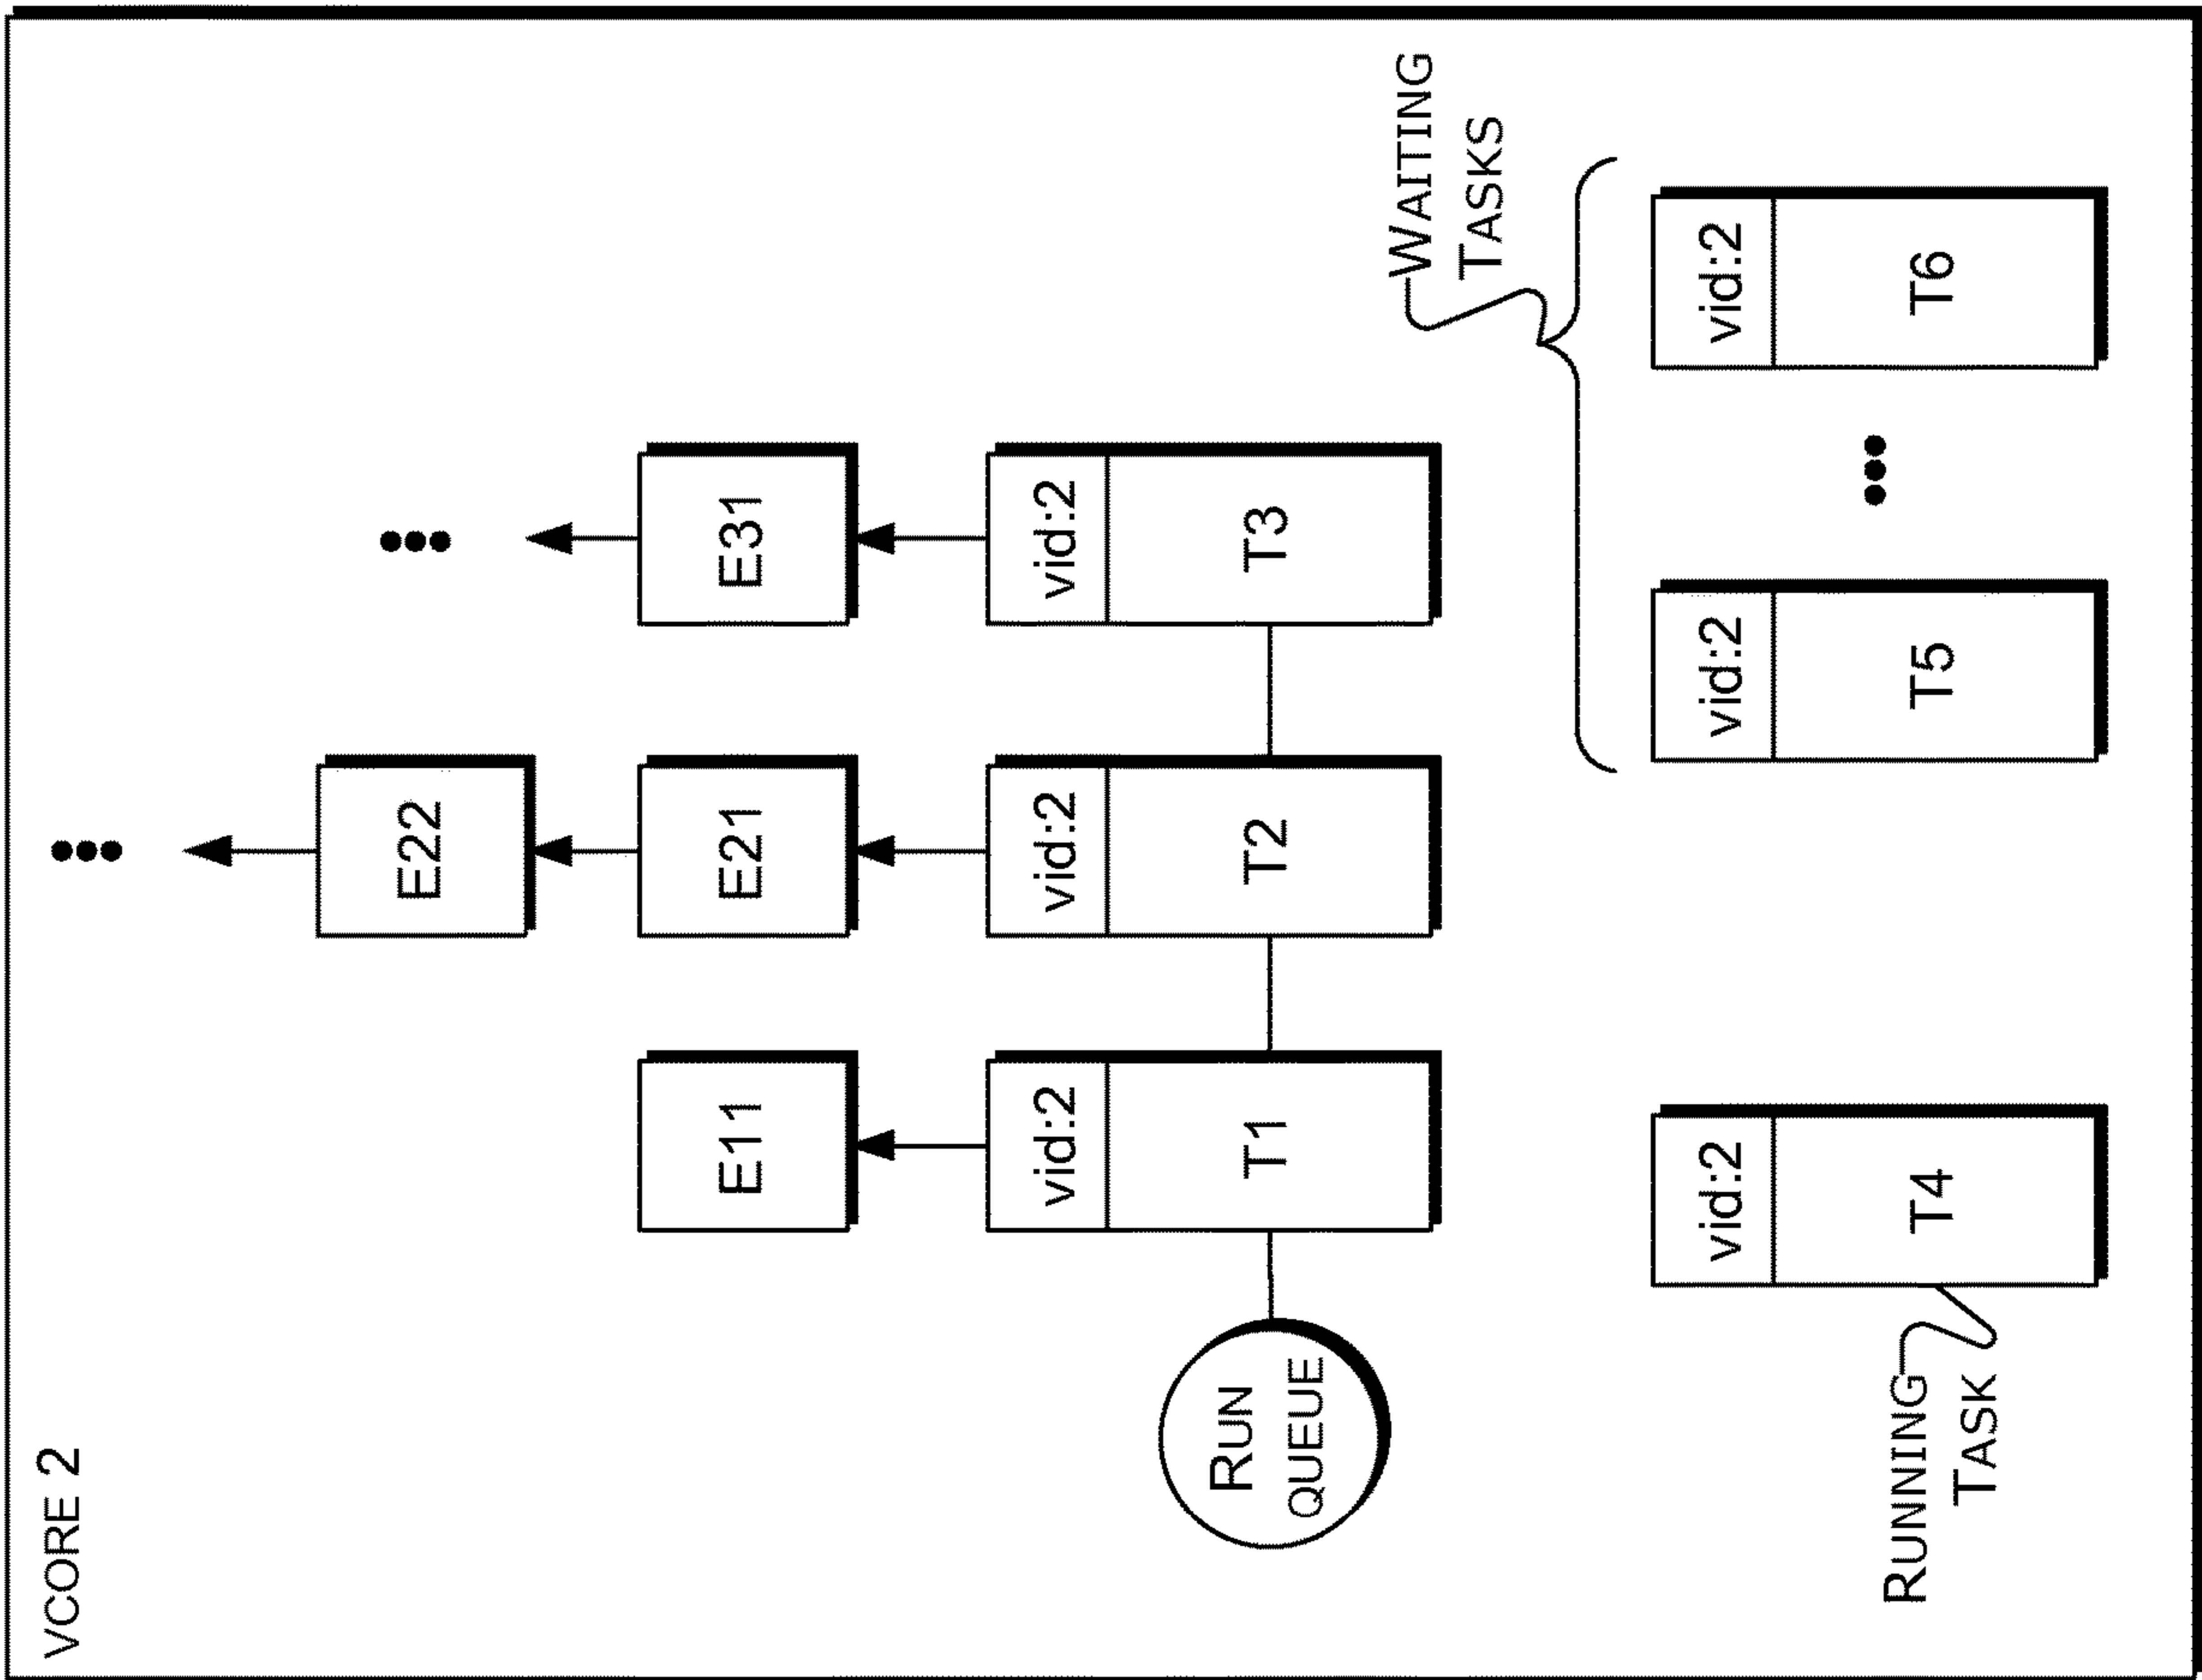 VCORE 2
E22
E11
E21
E31
vid:2
vid:2
vid:2
RUN
QUEUE
T1
T2
T3
WAITING
TASKS
vid:2
vid:2
vid:2
RUNNING
TASK
T4
T5
T6